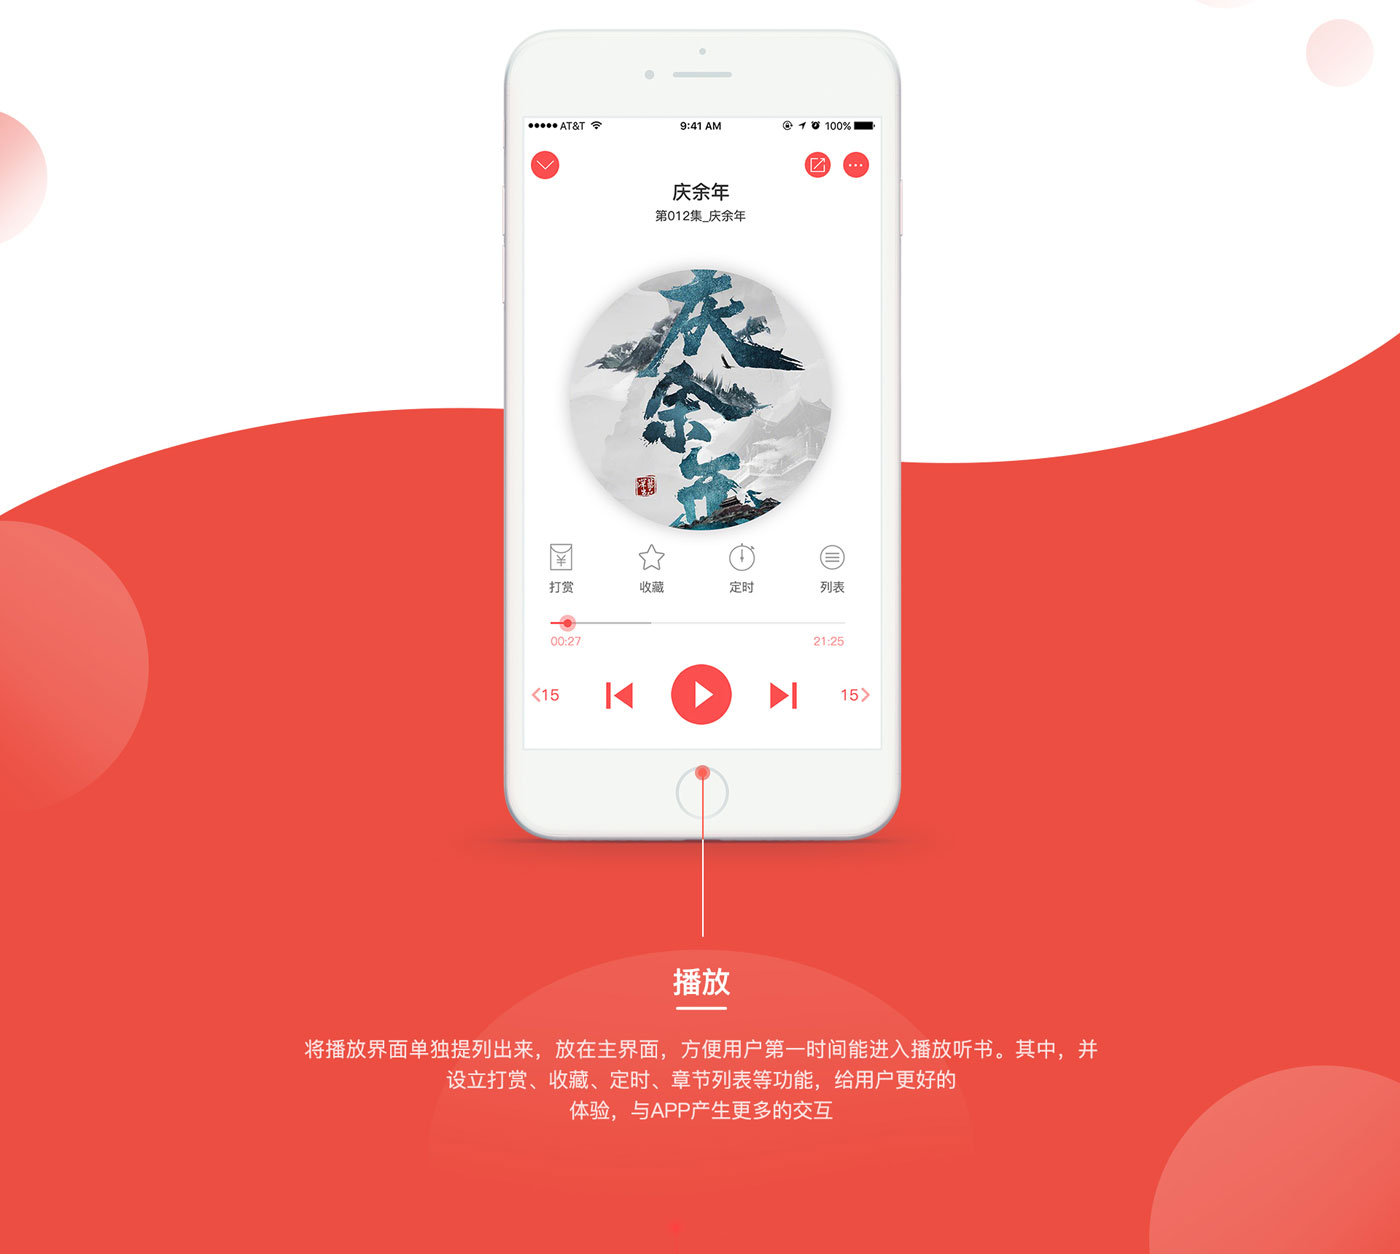 AT&T 9:41 AM 100%
庆余年
第012集_庆余年
庆
余
年
打赏 收藏 定时 列表
00:27 21:25
15 15
播放
将播放界面单独提列出来，放在主界面，方便用户第一时间能进入播放听书。其中，并
设立打赏、收藏、定时、章节列表等功能，给用户更好的
体验，与APP产生更多的交互